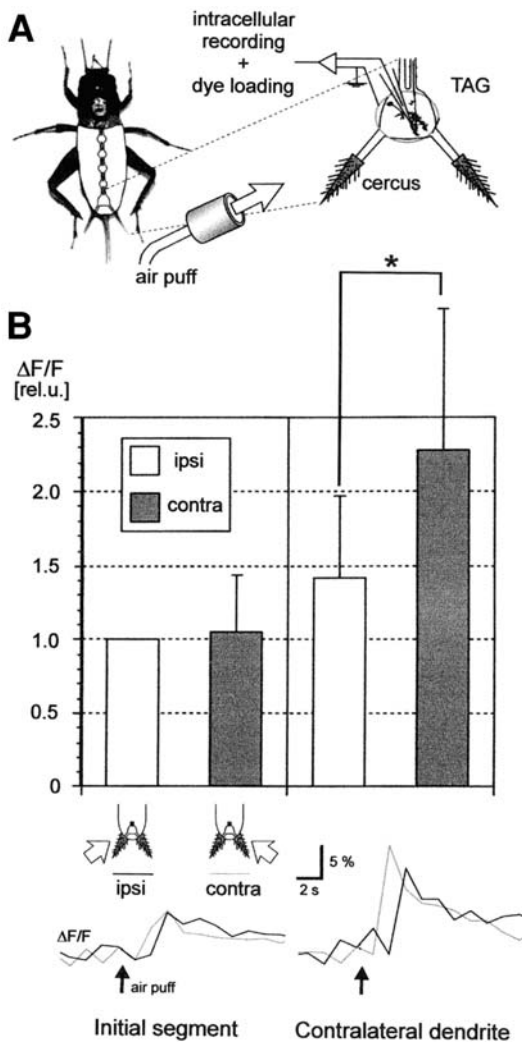 A
intracellular
recording
+
dye loading
TAG
cercus
air puff
*
B
ΔF/F
[rel.u.]
2.5
2.0
1.5
1.0
0.5
0
ipsi
contra
ipsi
contra
5 %
2 s
ΔF/F
air puff
Initial segment
Contralateral dendrite